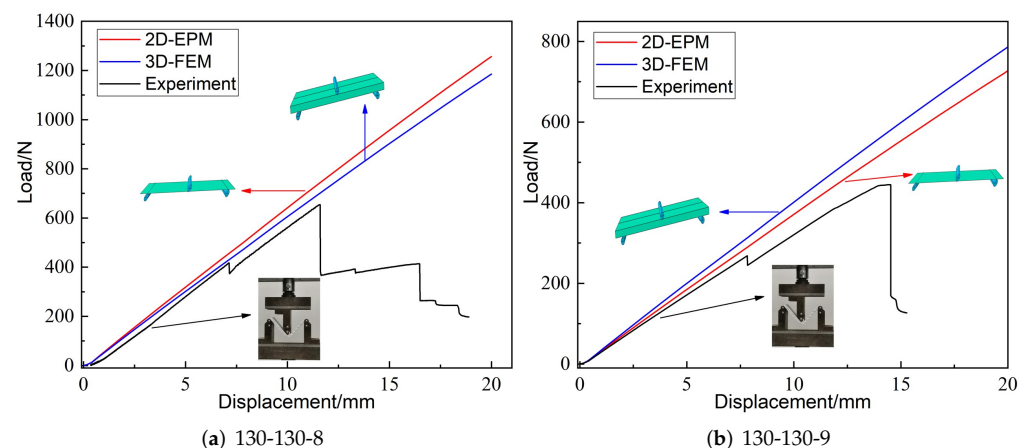 2D-EPM
3D-FEM
Experiment
1400
1200
1000
800
600
400
200
0
Load/N
0
5
10
15
20
Displacement/mm
(a) 130-130-8
2D-EPM
3D-FEM
Experiment
800
600
400
200
0
Load/N
0
5
10
15
20
Displacement/mm
(b) 130-130-9